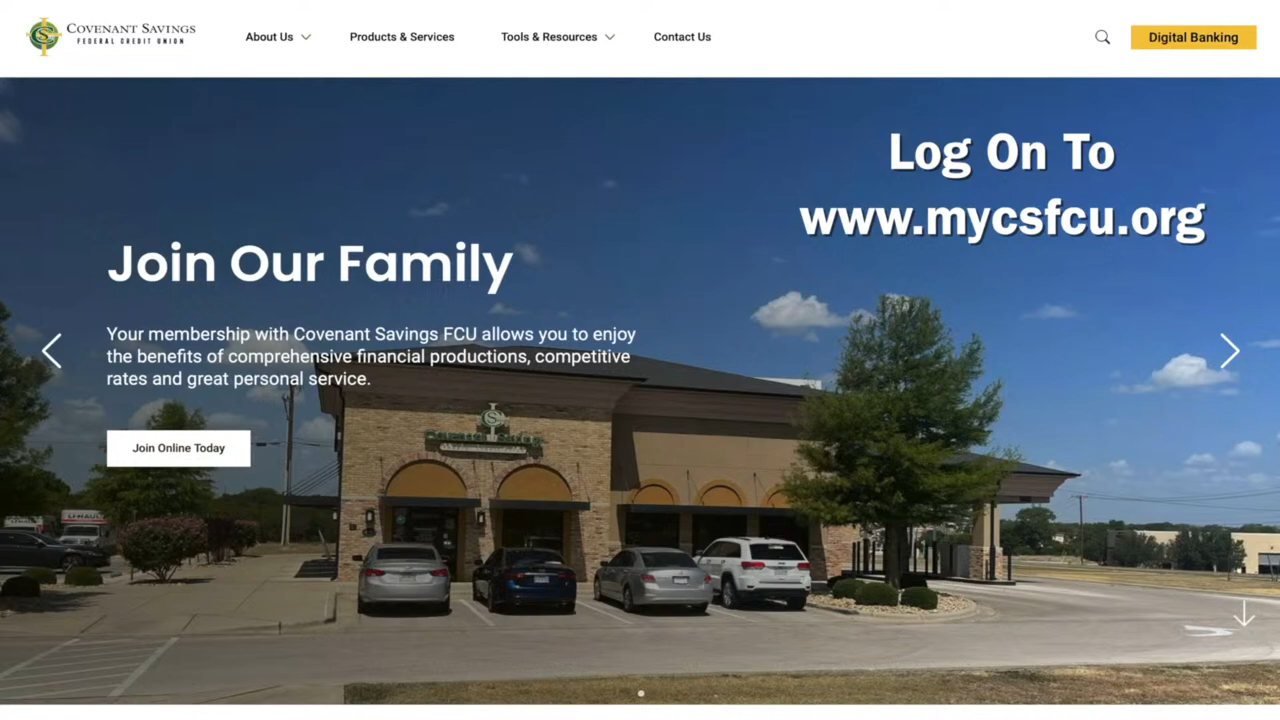 COVENANT SAVINGS
FEDERAL CREDIT UNION
About Us
Products & Services
Tools & Resources
Contact Us
Digital Banking
Log On To
www.mycsfcu.org
Join Our Family
Your membership with Covenant Savings FCU allows you to enjoy
the benefits of comprehensive financial productions, competitive
rates and great personal service.
Join Online Today